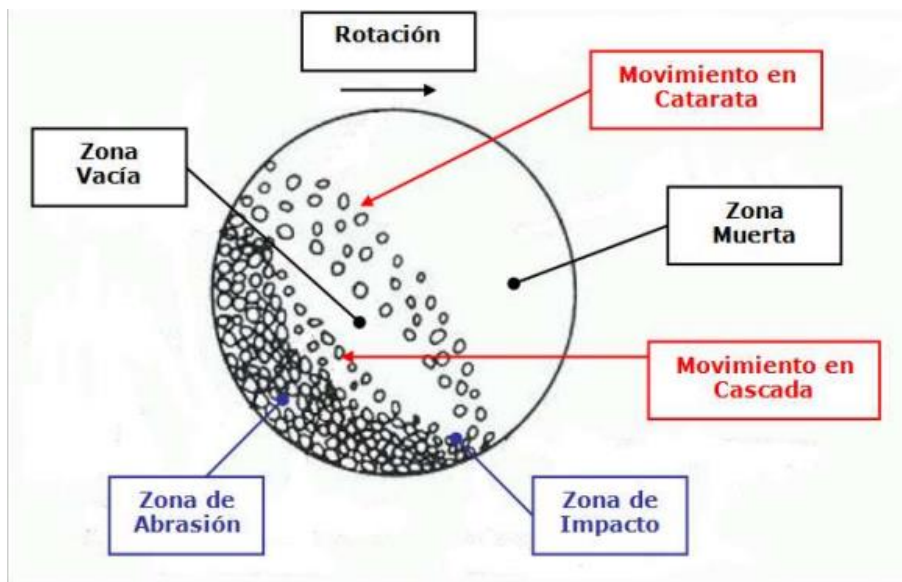 Rotación
Movimiento en
Catarata
Zona
Vacía
Zona
Muerta
Movimiento en
Cascada
Zona de
Abrasión
Zona de
Impacto